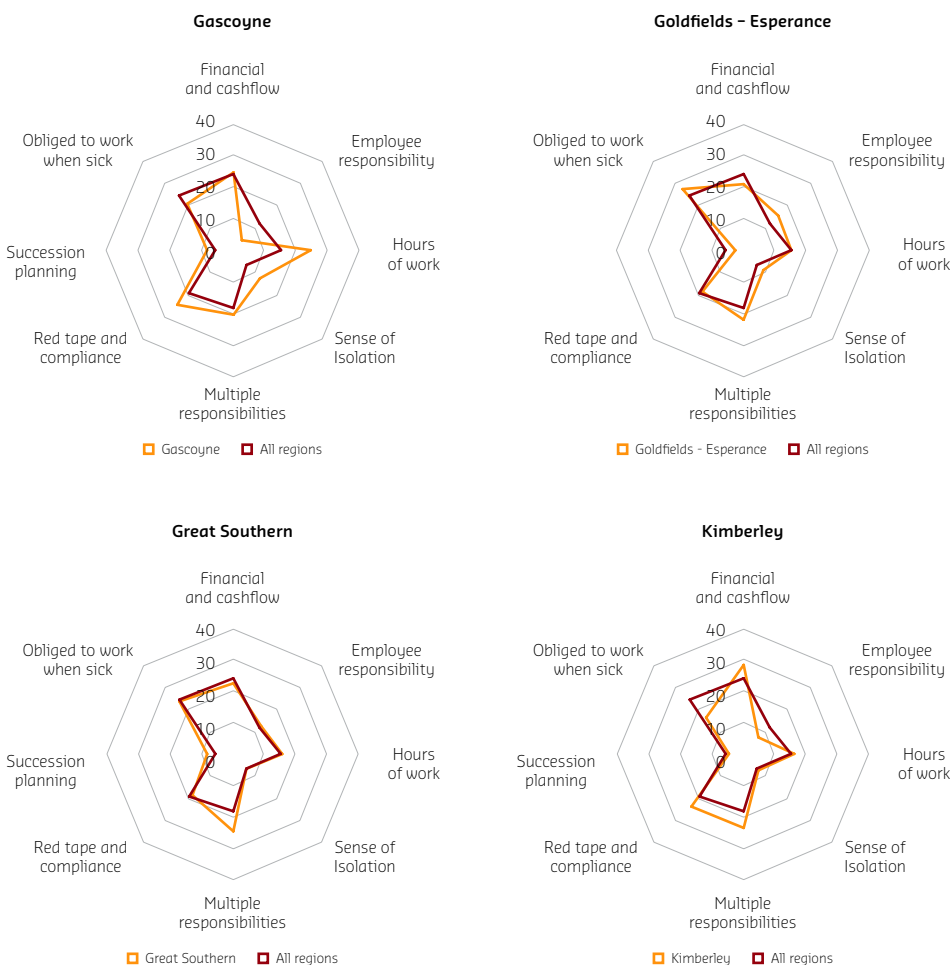 Gascoyne
Financial
and cashflow
Employee
responsibility
Hours
of work
Sense of
Isolation
Multiple
responsibilities
Red tape and
compliance
Succession
planning
Obliged to work
when sick
40
30
20
10
0
Gascoyne
All regions
Goldfields - Esperance
Financial
and cashflow
Employee
responsibility
Hours
of work
Sense of
Isolation
Multiple
responsibilities
Red tape and
compliance
Obliged to work
when sick
40
30
20
10
0
Goldfields - Esperance
All regions
Great Southern
Financial
and cashflow
Employee
responsibility
Hours
of work
Sense of
Isolation
Multiple
responsibilities
Red tape and
compliance
Succession
planning
Obliged to work
when sick
40
30
20
10
0
Great Southern
All regions
Kimberley
Financial
and cashflow
Employee
responsibility
Hours
of work
Sense of
Isolation
Multiple
responsibilities
Red tape and
compliance
Succession
planning
Obliged to work
when sick
40
30
20
10
0
Kimberley
All regions